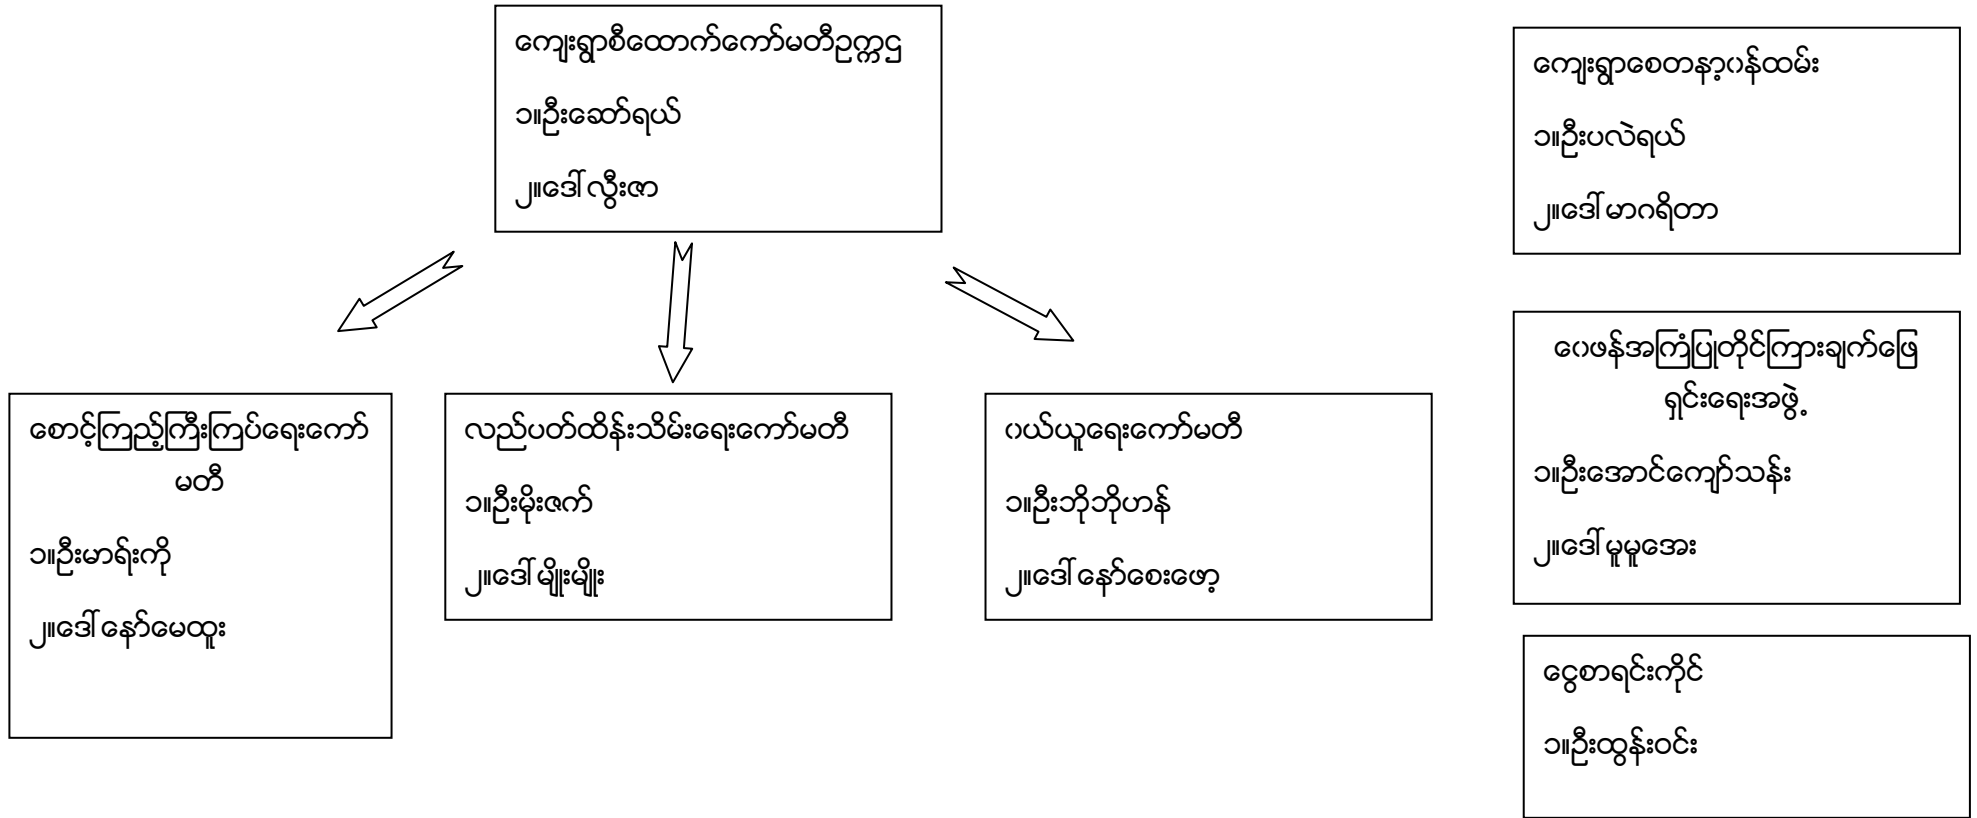 ကျေးရွာစီထောက်ကော်မတီဥက္ကဌ
၁။ဦးဆော်ရယ်
၂။ဒေါ်လွီးဇာ
ကျေးရွာစေတနာ့ဝန်ထမ်း
၁။ဦးပလဲရယ်
၂။ဒေါ်မာဂရိတာ
စောင့်ကြည့်ကြီးကြပ်ရေးကော်
မတီ
၁။ဦးမာရ်းကို
၂။ဒေါ်နော်မေထူး
လည်ပတ်ထိန်းသိမ်းရေးကော်မတီ
၁။ဦးမိုးဇက်
၂။ဒေါ်မျိုးမျိုး
ဝယ်ယူရေးကော်မတီ
၁။ဦးဘိုဘိုဟန်
၂။ဒေါ်နော်စေးဖော့
ဝေဖန်အကြံပြုတိုင်ကြားချက်ဖြေ
ရှင်းရေးအဖွဲ့
၁။ဦးအောင်ကျော်သန်း
၂။ဒေါ်မူမူအေး
ငွေစာရင်းကိုင်
၁။ဦးထွန်းဝင်း